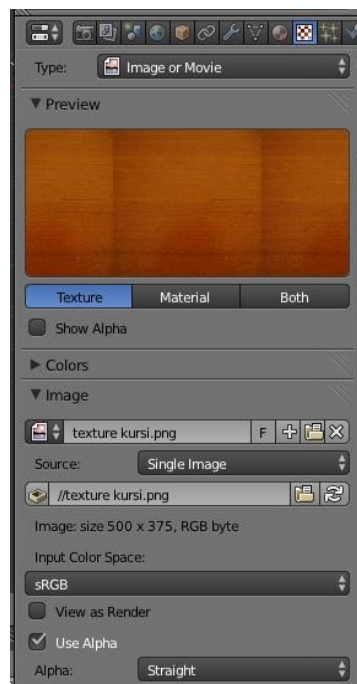 Type: Image or Movie
Preview
Texture Material Both
Show Alpha
Colors
Image
texture kursi.png F
Source: Single Image
//texture kursi.png
Image: size 500 x 375, RGB byte
Input Color Space:
sRGB
View as Render
Use Alpha
Alpha: Straight